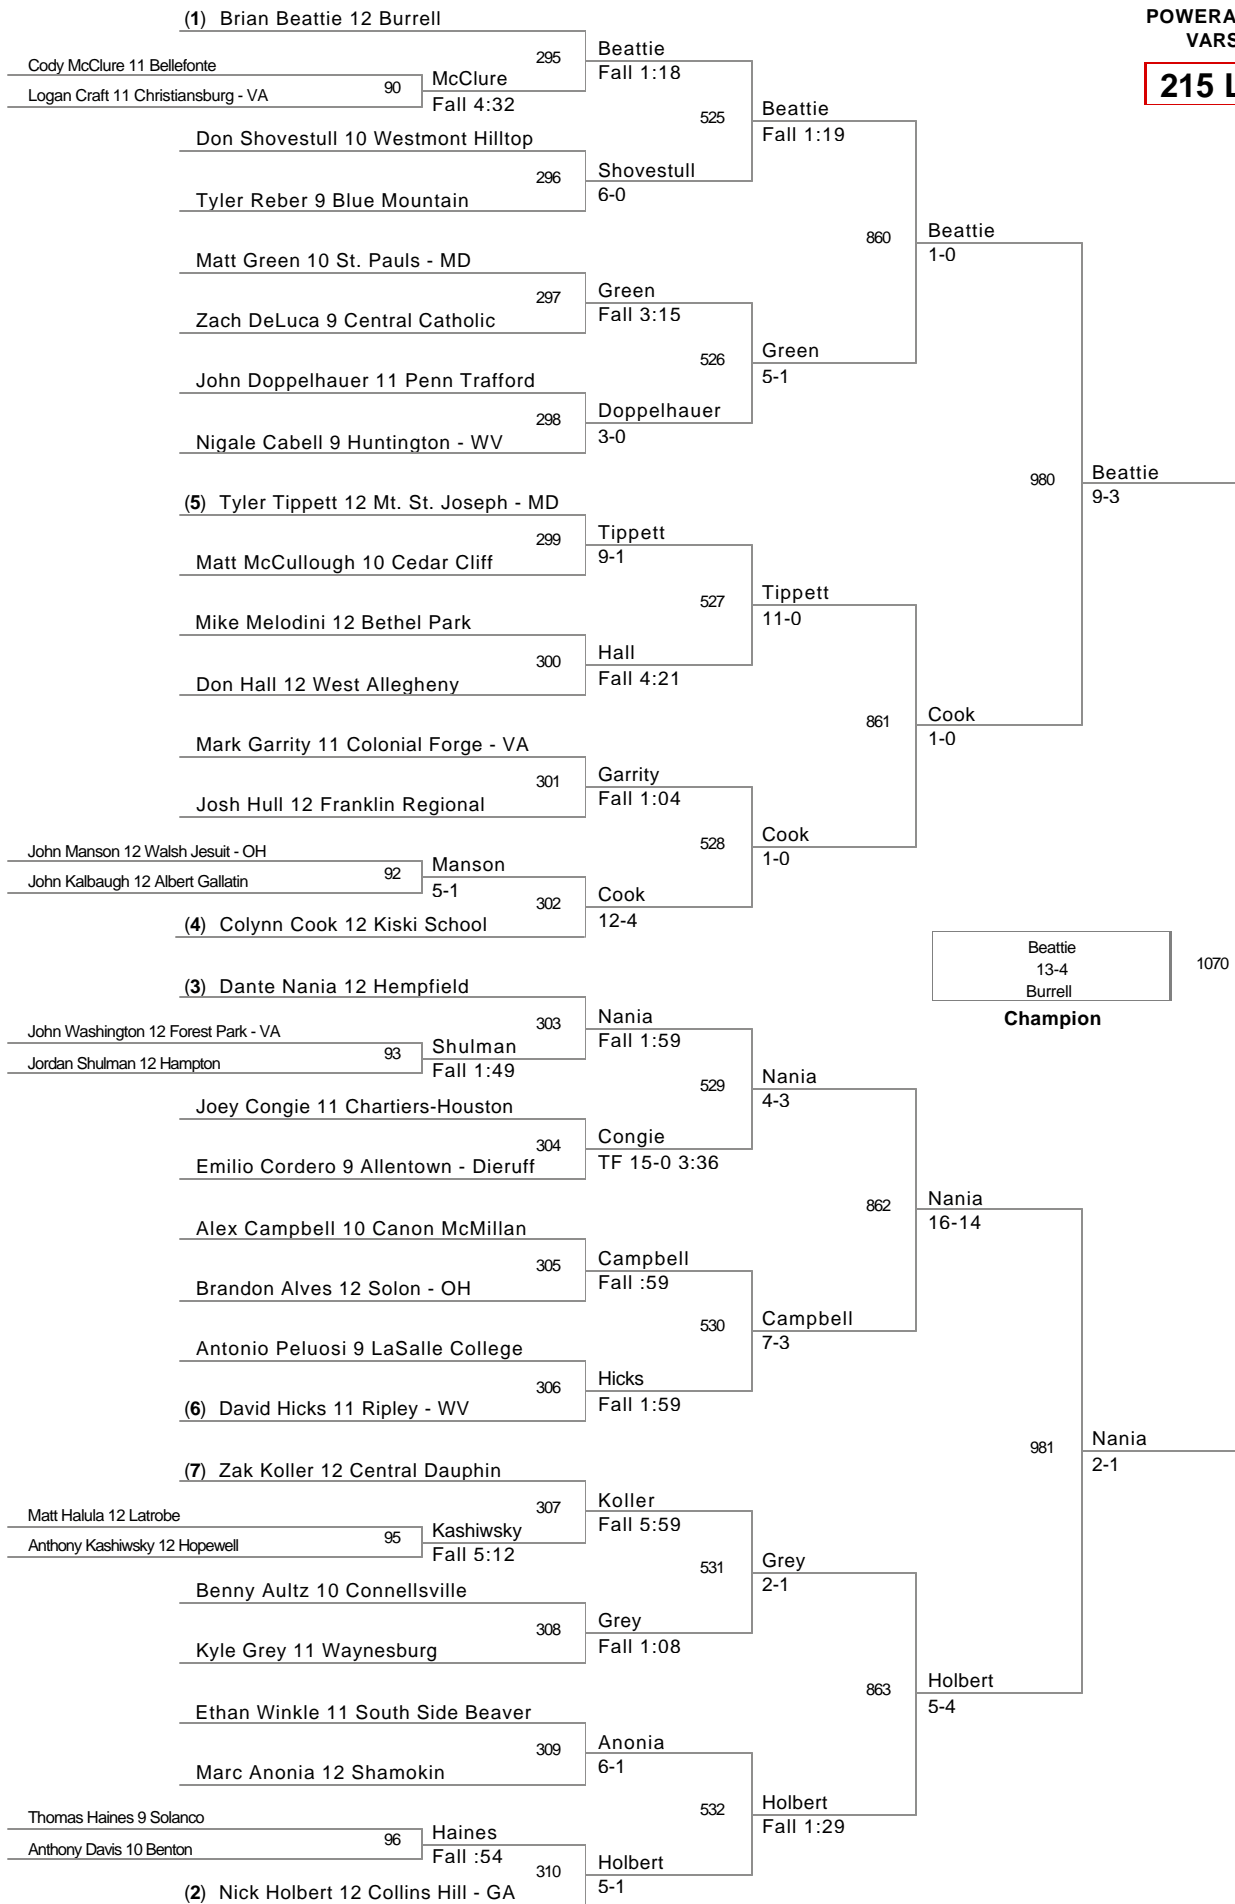 (1) Brian Beattie 12 Burrell
POWERA
VARS
215 L
295
Beattie
Fall 1:18
Cody McClure 11 Bellefonte
Logan Craft 11 Christiansburg - VA
90
McClure
Fall 4:32
525
Beattie
Fall 1:19
Don Shovestull 10 Westmont Hilltop
296
Shovestull
6-0
Tyler Reber 9 Blue Mountain
860
Beattie
1-0
Matt Green 10 St. Pauls - MD
297
Green
Fall 3:15
Zach DeLuca 9 Central Catholic
526
Green
5-1
John Doppelhauer 11 Penn Trafford
298
Doppelhauer
3-0
Nigale Cabell 9 Huntington - WV
980
Beattie
9-3
(5) Tyler Tippett 12 Mt. St. Joseph - MD
299
Tippett
9-1
Matt McCullough 10 Cedar Cliff
527
Tippett
11-0
Mike Melodini 12 Bethel Park
300
Hall
Fall 4:21
Don Hall 12 West Allegheny
861
Cook
1-0
Mark Garrity 11 Colonial Forge - VA
301
Garrity
Fall 1:04
Josh Hull 12 Franklin Regional
528
Cook
1-0
John Manson 12 Walsh Jesuit - OH
John Kalbaugh 12 Albert Gallatin
92
Manson
5-1
302
Cook
12-4
(4) Colynn Cook 12 Kiski School
Beattie
13-4
Burrell
1070
Champion
(3) Dante Nania 12 Hempfield
303
Nania
Fall 1:59
John Washington 12 Forest Park - VA
Jordan Shulman 12 Hampton
93
Shulman
Fall 1:49
529
Nania
4-3
Joey Congie 11 Chartiers-Houston
304
Congie
TF 15-0 3:36
Emilio Cordero 9 Allentown - Dieruff
862
Nania
16-14
Alex Campbell 10 Canon McMillan
305
Campbell
Fall :59
Brandon Alves 12 Solon - OH
530
Campbell
7-3
Antonio Peluosi 9 LaSalle College
306
Hicks
Fall 1:59
(6) David Hicks 11 Ripley - WV
981
Nania
2-1
(7) Zak Koller 12 Central Dauphin
307
Koller
Fall 5:59
Matt Halula 12 Latrobe
Anthony Kashiwsky 12 Hopewell
95
Kashiwsky
Fall 5:12
531
Grey
2-1
Benny Aultz 10 Connellsville
308
Grey
Fall 1:08
Kyle Grey 11 Waynesburg
863
Holbert
5-4
Ethan Winkle 11 South Side Beaver
309
Anonia
6-1
Marc Anonia 12 Shamokin
532
Holbert
Fall 1:29
Thomas Haines 9 Solanco
Anthony Davis 10 Benton
96
Haines
Fall :54
310
Holbert
5-1
(2) Nick Holbert 12 Collins Hill - GA